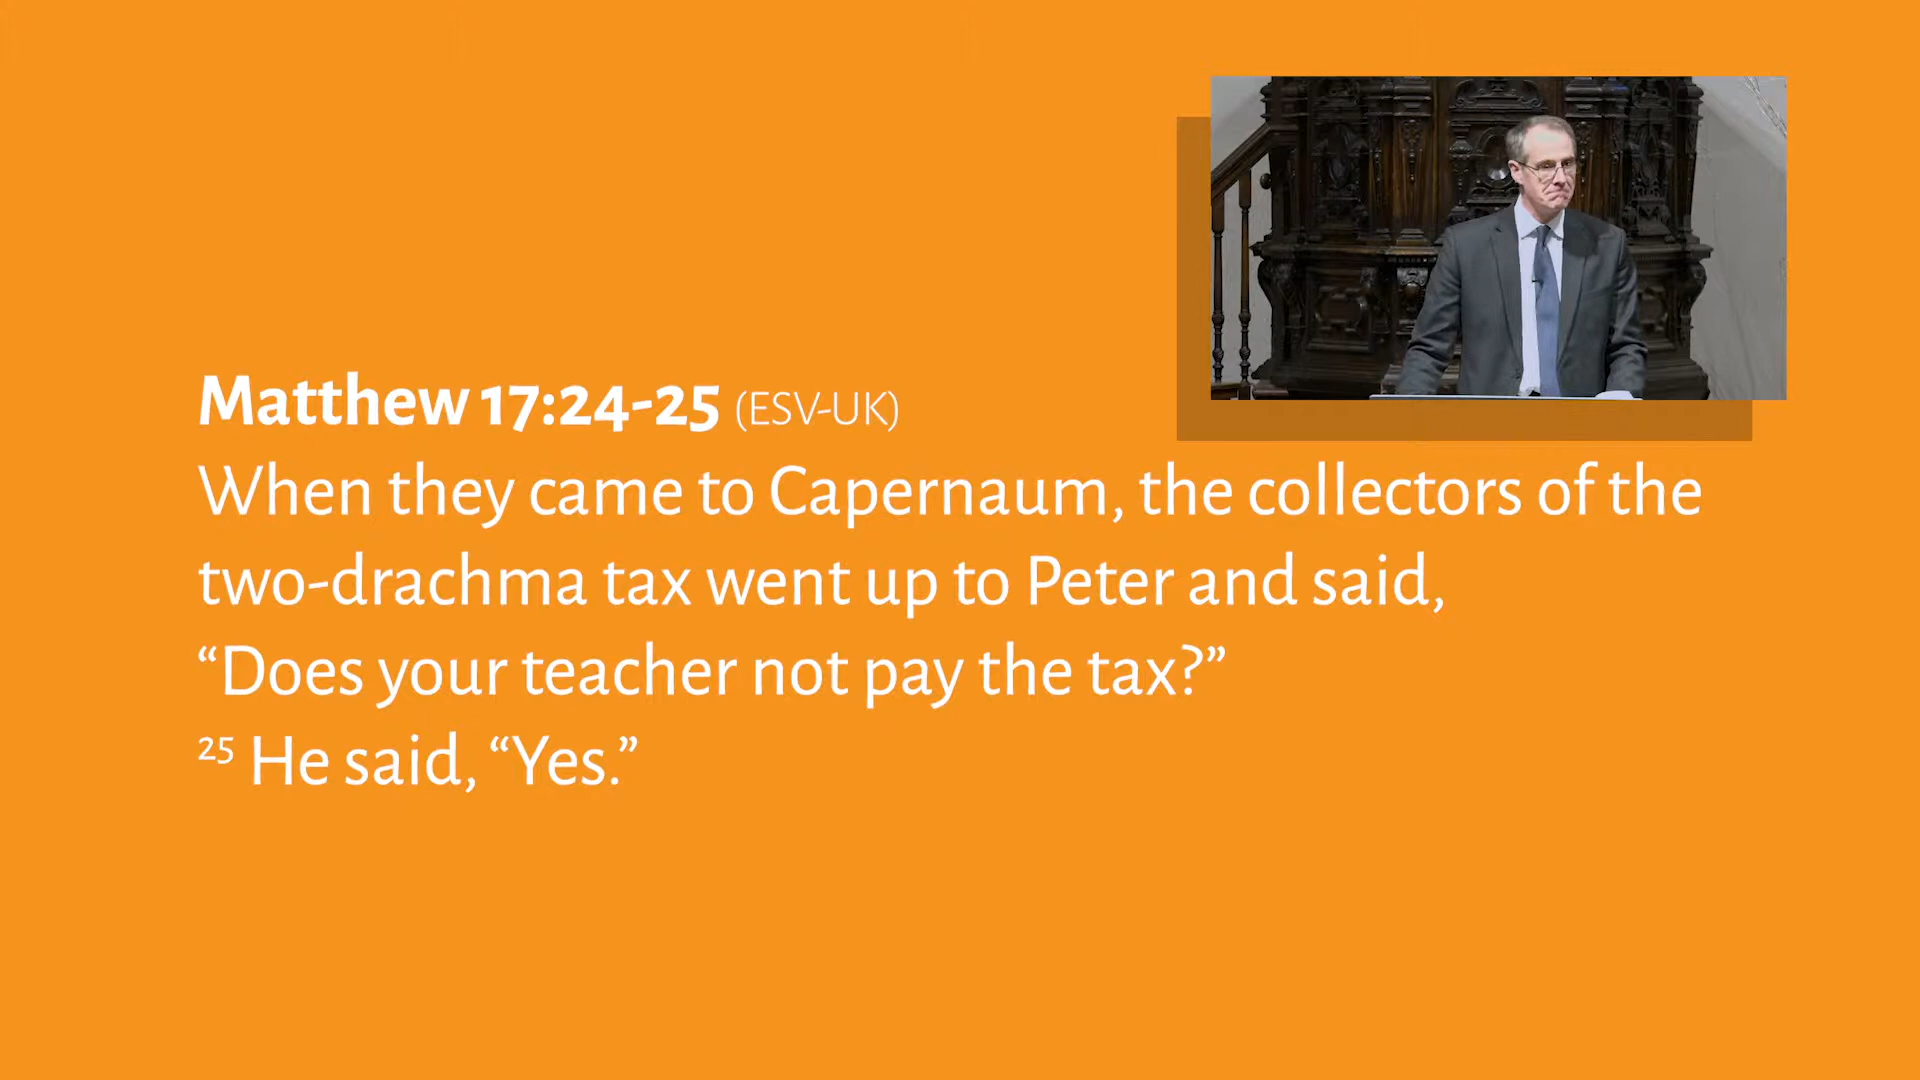 Matthew 17:24-25 (ESV-UK)
When they came to Capernaum, the collectors of the
two-drachma tax went up to Peter and said,
“Does your teacher not pay the tax?”
25 He said, “Yes.”